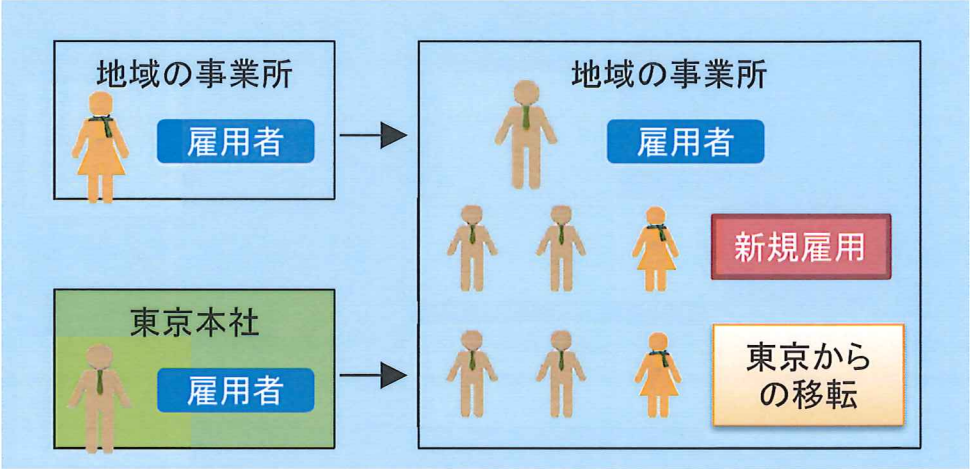 地域の事業所
雇用者
東京本社
雇用者
地域の事業所
雇用者
新規雇用
東京から
の移転